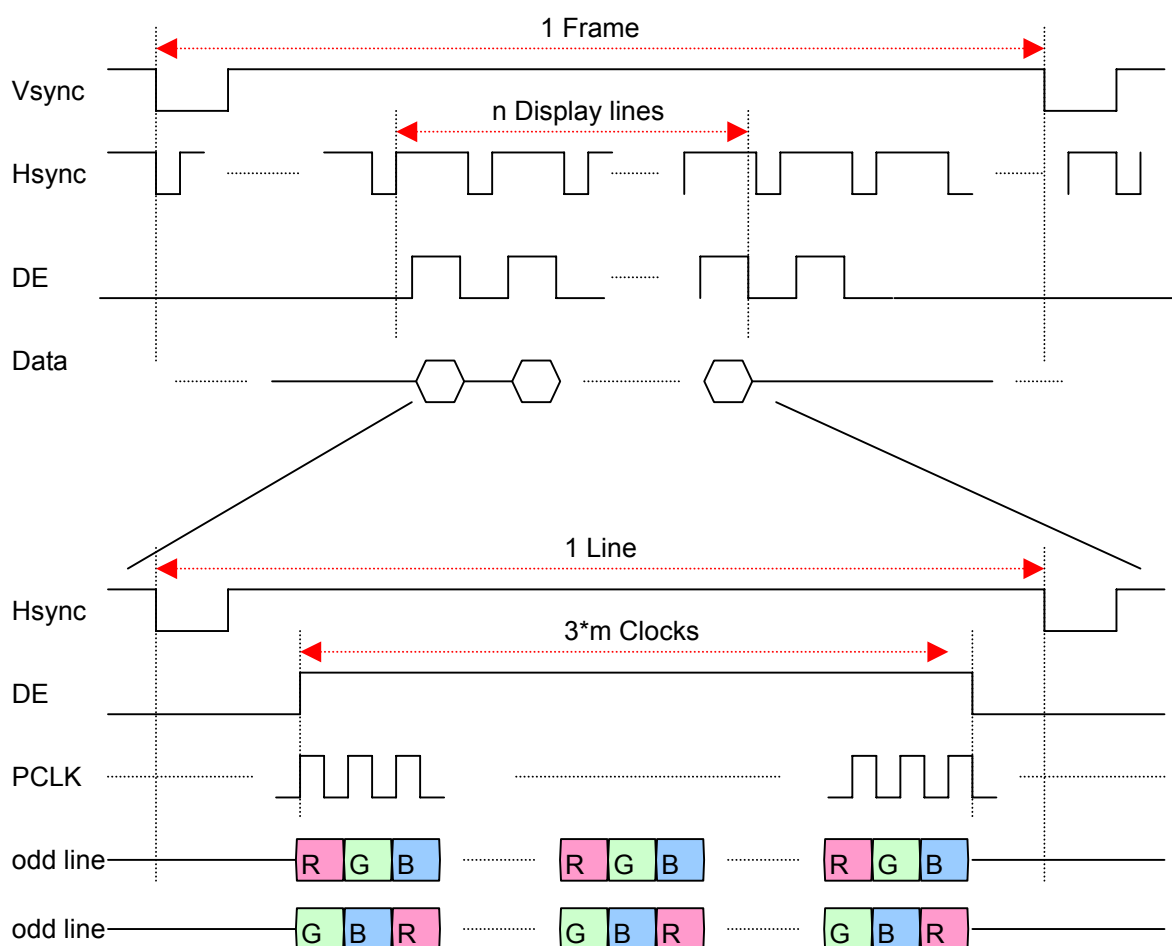 1 Frame
Vsync
n Display lines
Hsync
DE
Data
1 Line
Hsync
3*m Clocks
DE
PCLK
odd line R G B R G B R G B
odd line G B R G B R G B R